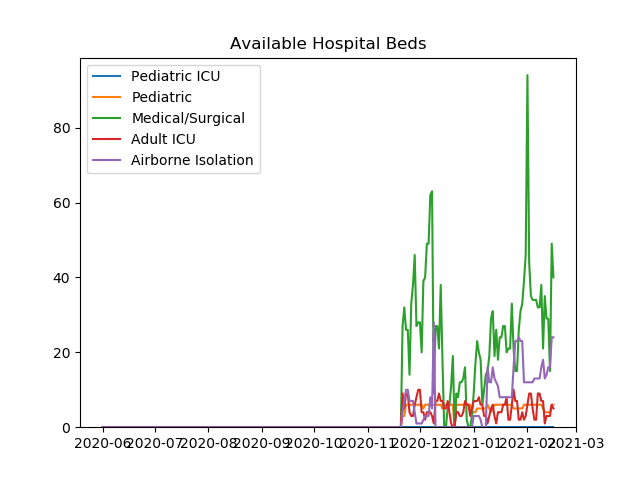 Available Hospital Beds
Pediatric ICU
Pediatric
Medical/Surgical
Adult ICU
Airborne Isolation
80
60
40
20
0
2020-06 2020-07 2020-08 2020-09 2020-10 2020-11 2020-12 2021-01 2021-02 2021-03